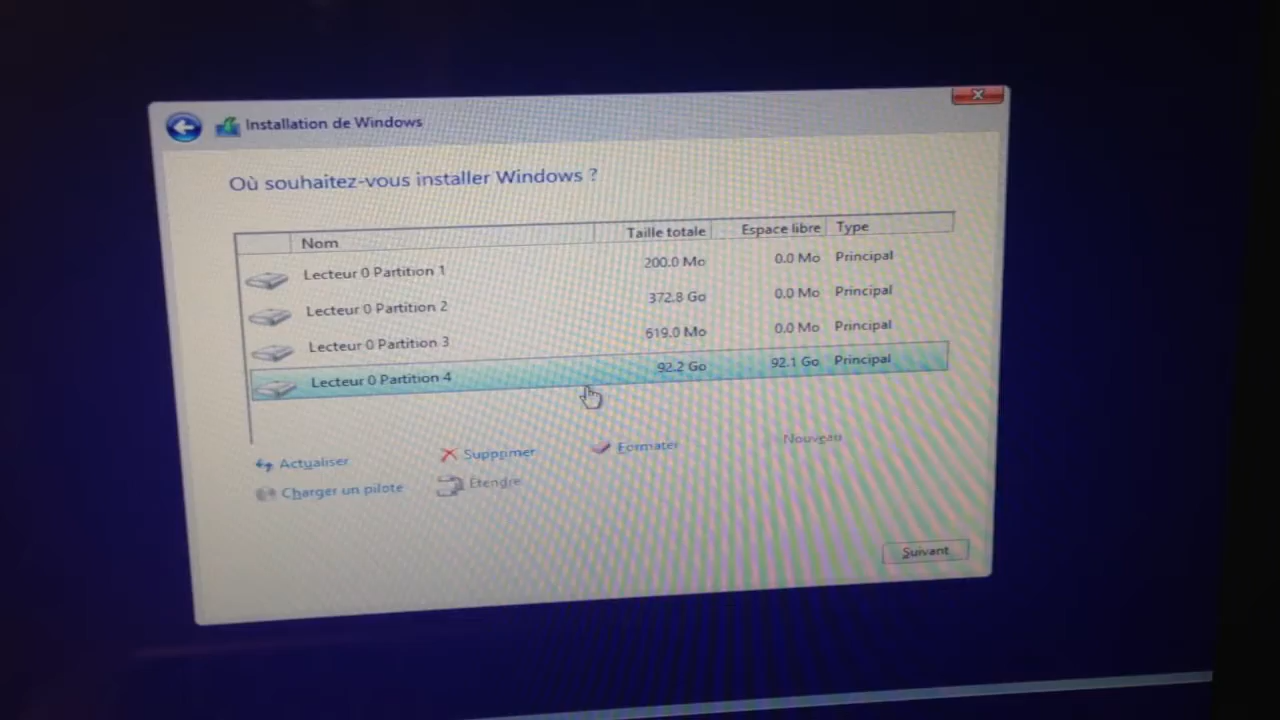 Installation de Windows
Où souhaitez-vous installer Windows ?
Nom Taille totale Espace libre Type
Lecteur 0 Partition 1 200.0 Mo 0.0 Mo Principal
Lecteur 0 Partition 2 372.8 Go 0.0 Mo Principal
Lecteur 0 Partition 3 619.0 Mo 0.0 Mo Principal
Lecteur 0 Partition 4 92.2 Go 92.1 Go Principal
Actualiser Supprimer Formater Nouveau
Charger un pilote Étendre
Suivant